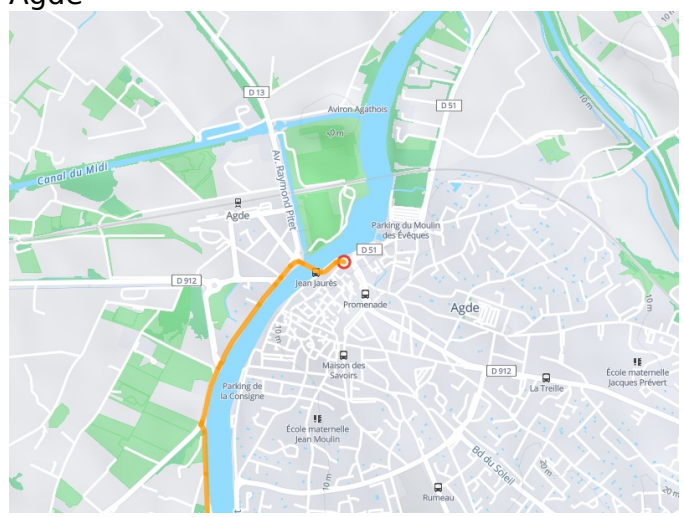 Agde
D 13
Aviron Agathois
D 51
40 m
10 m
10 m
Canal du Midi
Av. Raymond Pitet
Agde
Parking du Moulin
des Évêques
D 51
D 912
Jean Jaurès
Promenade
Agde
10 m
10 m
Maison des
Savoirs
D 912
La Treille
École maternelle
Jacques Prévert
Parking de
la Consigne
École maternelle
Jean Moulin
Bd du Soleil
20 m
20 m
10 m
Rumeau